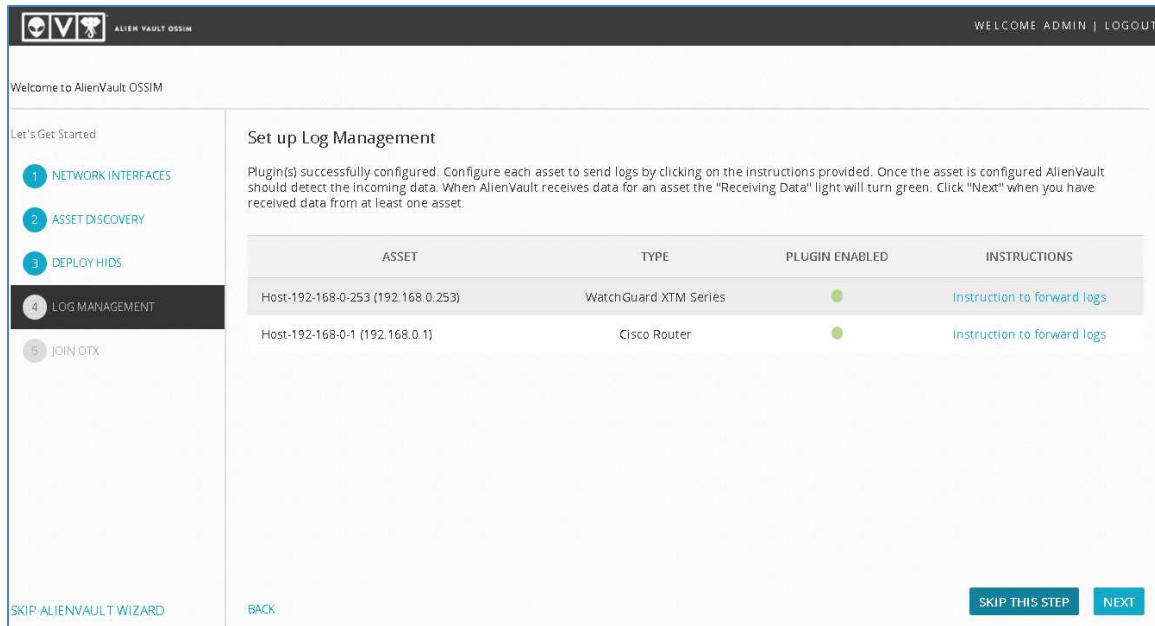 ALIEN VAULT OSSIM
WELCOME ADMIN | LOGOUT
Welcome to AlienVault OSSIM
Let's Get Started
1 NETWORK INTERFACES
2 ASSET DISCOVERY
3 DEPLOY HIDS
4 LOG MANAGEMENT
5 JOIN OTX
SKIP ALIENVAULT WIZARD
Set up Log Management
Plugin(s) successfully configured. Configure each asset to send logs by clicking on the instructions provided. Once the asset is configured AlienVault
should detect the incoming data. When AlienVault receives data for an asset the "Receiving Data" light will turn green. Click "Next" when you have
received data from at least one asset.
ASSET TYPE PLUGIN ENABLED INSTRUCTIONS
Host-192-168-0-253 (192.168.0.253) WatchGuard XTM Series Instruction to forward logs
Host-192-168-0-1 (192.168.0.1) Cisco Router Instruction to forward logs
BACK SKIP THIS STEP NEXT